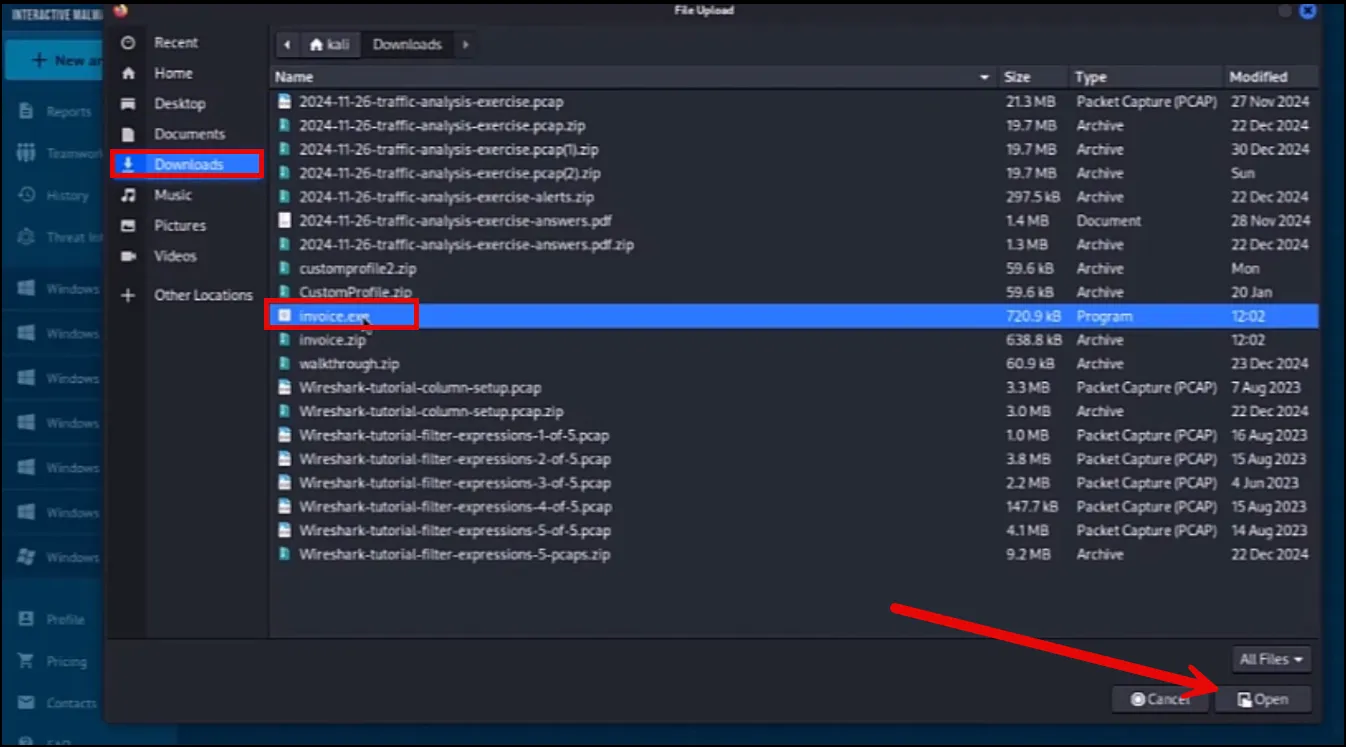 File Upload
INTERACTIVE MALW
New an
Reports
Teamwork
History
Threat Int
Windows
Windows
Windows
Windows
Windows
Windows
Windows
Profile
Pricing
Contacts
FAQ
Recent
Home
Desktop
Documents
Downloads
Music
Pictures
Videos
Other Locations
kali Downloads
Name Size Type Modified
2024-11-26-traffic-analysis-exercise.pcap 21.3 MB Packet Capture (PCAP) 27 Nov 2024
2024-11-26-traffic-analysis-exercise.pcap.zip 19.7 MB Archive 22 Dec 2024
2024-11-26-traffic-analysis-exercise.pcap(1).zip 19.7 MB Archive 30 Dec 2024
2024-11-26-traffic-analysis-exercise.pcap(2).zip 19.7 MB Archive Sun
2024-11-26-traffic-analysis-exercise-alerts.zip 297.5 kB Archive 22 Dec 2024
2024-11-26-traffic-analysis-exercise-answers.pdf 1.4 MB Document 28 Nov 2024
2024-11-26-traffic-analysis-exercise-answers.pdf.zip 1.3 MB Archive 22 Dec 2024
customprofile2.zip 59.6 kB Archive Mon
CustomProfile.zip 59.6 kB Archive 20 Jan
invoice.exe 720.9 kB Program 12:02
invoice.zip 638.8 kB Archive 12:02
walkthrough.zip 60.9 kB Archive 23 Dec 2024
Wireshark-tutorial-column-setup.pcap 3.3 MB Packet Capture (PCAP) 7 Aug 2023
Wireshark-tutorial-column-setup.pcap.zip 3.0 MB Archive 22 Dec 2024
Wireshark-tutorial-filter-expressions-1-of-5.pcap 1.0 MB Packet Capture (PCAP) 16 Aug 2023
Wireshark-tutorial-filter-expressions-2-of-5.pcap 3.8 MB Packet Capture (PCAP) 15 Aug 2023
Wireshark-tutorial-filter-expressions-3-of-5.pcap 2.2 MB Packet Capture (PCAP) 4 Jun 2023
Wireshark-tutorial-filter-expressions-4-of-5.pcap 147.7 kB Packet Capture (PCAP) 15 Aug 2023
Wireshark-tutorial-filter-expressions-5-of-5.pcap 4.1 MB Packet Capture (PCAP) 14 Aug 2023
Wireshark-tutorial-filter-expressions-5-pcaps.zip 9.2 MB Archive 22 Dec 2024
All Files
Cancel Open